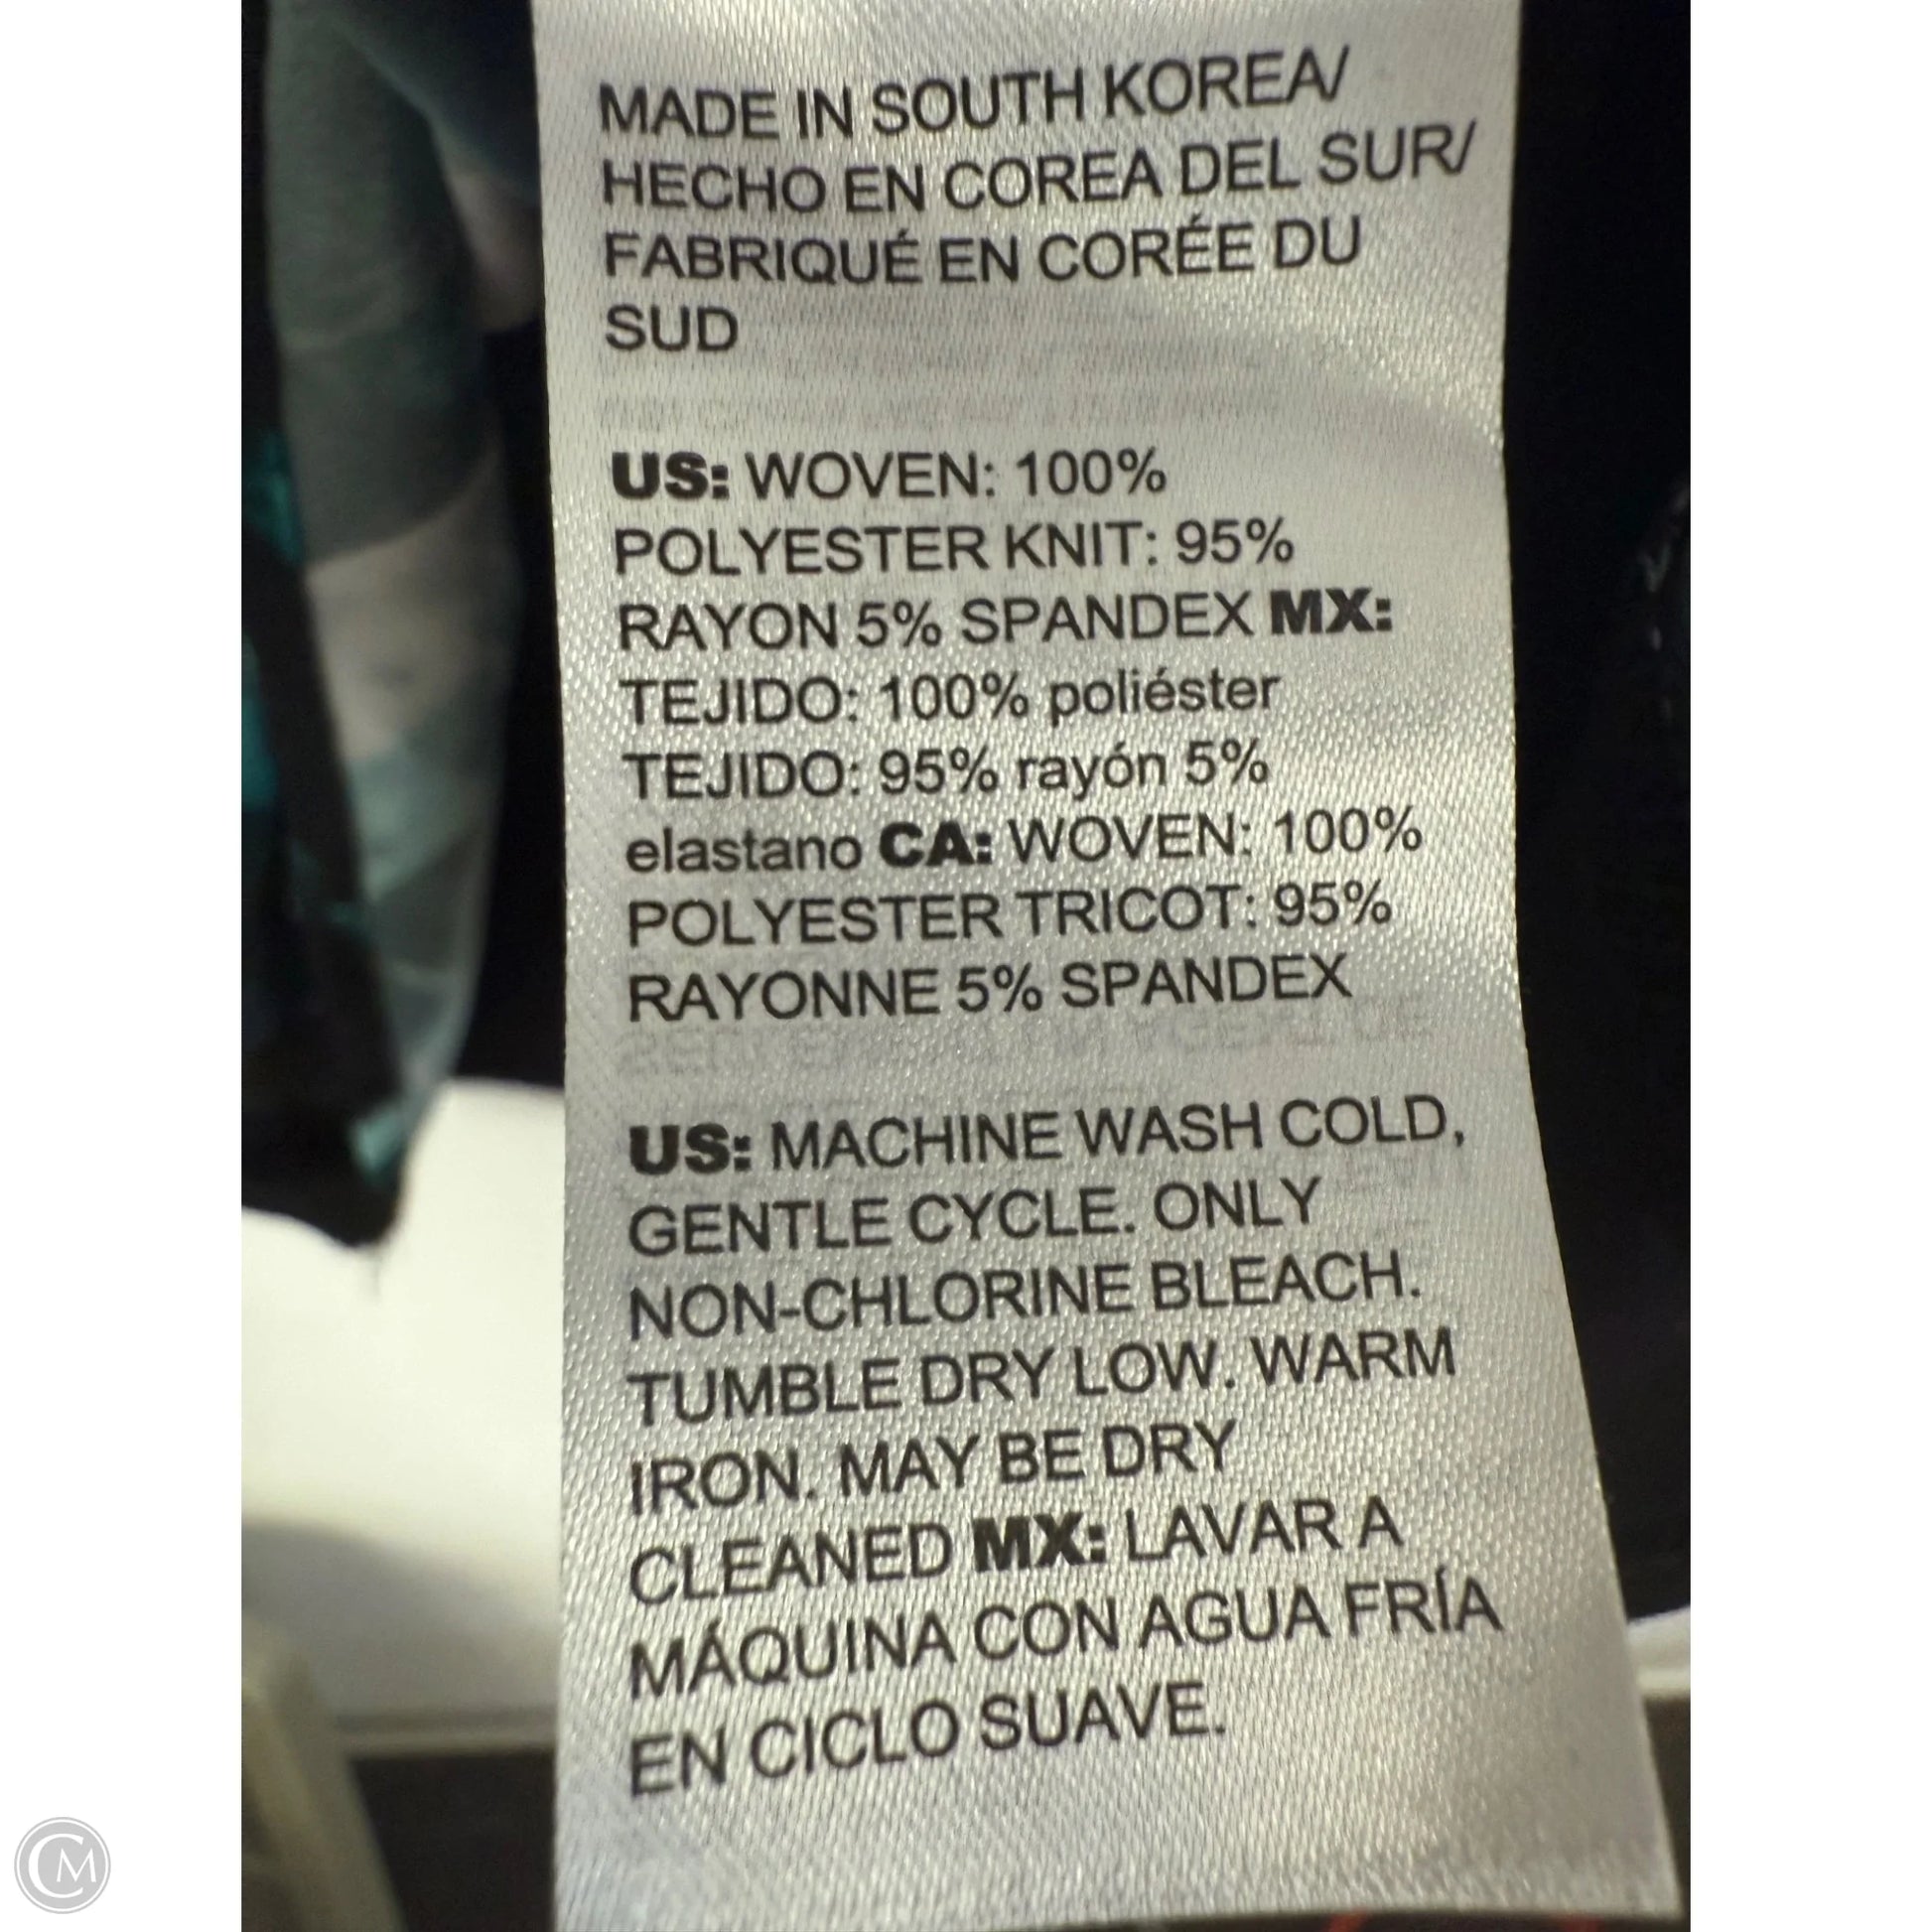 MADE IN SOUTH KOREA/
HECHO EN COREA DEL SUR/
FABRIQUÉ EN CORÉE DU
SUD
US: WOVEN: 100%
POLYESTER KNIT: 95%
RAYON 5% SPANDEX MX:
TEJIDO: 100% poliéster
TEJIDO: 95% rayón 5%
elastano CA: WOVEN: 100%
POLYESTER TRICOT: 95%
RAYONNE 5% SPANDEX
US: MACHINE WASH COLD,
GENTLE CYCLE. ONLY
NON-CHLORINE BLEACH.
TUMBLE DRY LOW. WARM
IRON. MAY BE DRY
CLEANED MX: LAVAR A
MÁQUINA CON AGUA FRÍA
EN CICLO SUAVE.
CM